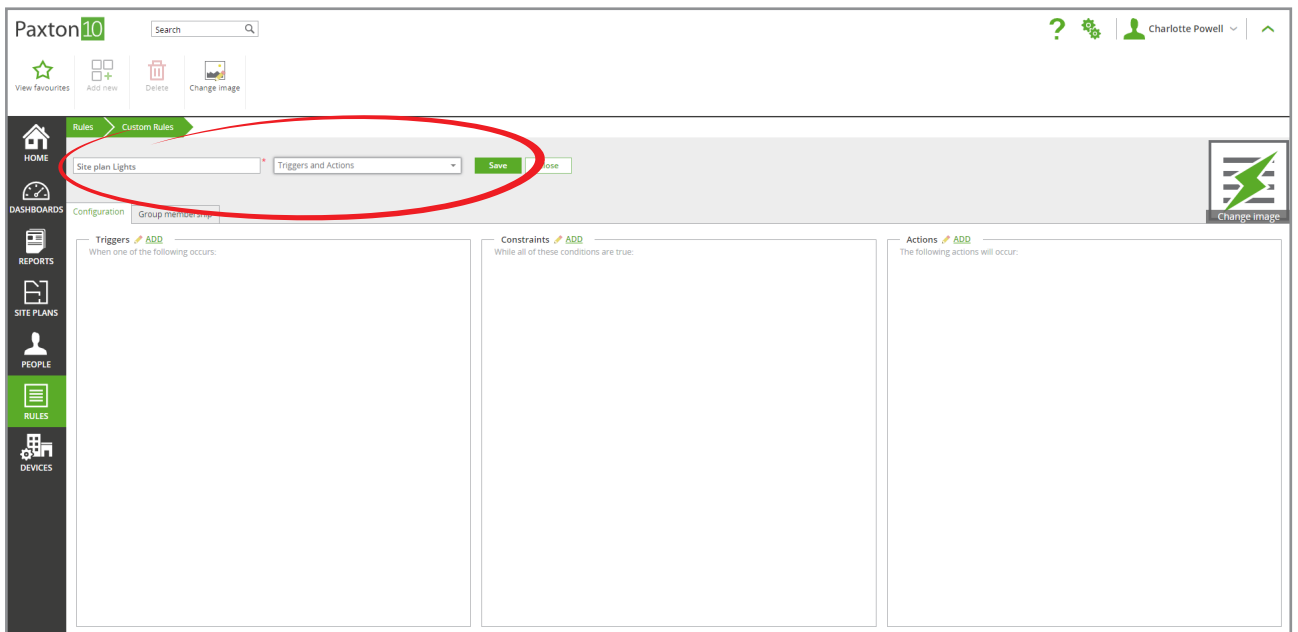 Paxton10
Search
Charlotte Powell
View favourites
Add new
Delete
Change image
Rules
Custom Rules
HOME
Site plan Lights
*
Triggers and Actions
Save
DASHBOARDS
Configuration
Group membership
Change image
REPORTS
Triggers ADD
When one of the following occurs:
Constraints ADD
While all of these conditions are true:
Actions ADD
The following actions will occur:
SITE PLANS
PEOPLE
RULES
DEVICES